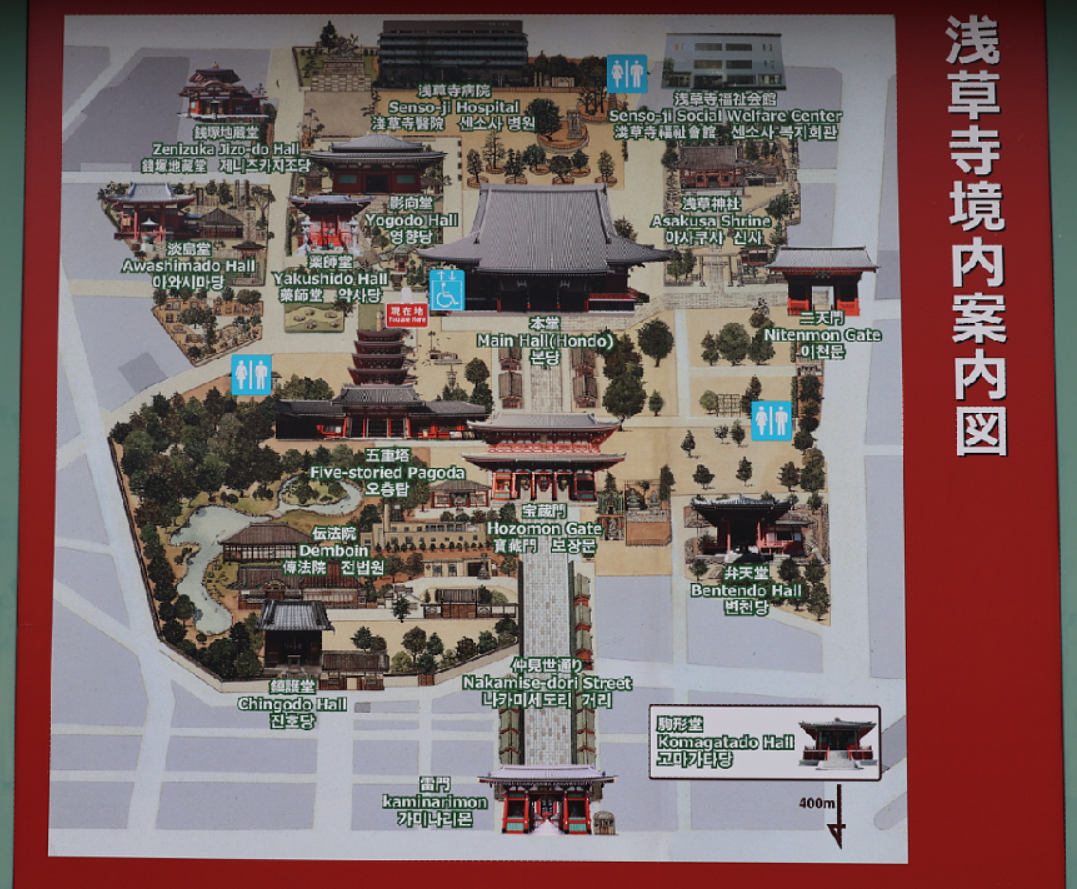 浅草寺境内案内図
浅草寺病院
Senso-ji Hospital
淺草寺醫院 센소사 병원
浅草寺福祉会館
Senso-ji Social Welfare Center
淺草寺福祉會館 센소사 복지회관
銭塚地蔵堂
Zenizuka Jizo-do Hall
錢塚地藏堂 제니즈카지조당
影向堂
Yogodo Hall
영향당
浅草神社
Asakusa Shrine
아사쿠사 신사
淡島堂
Awashimado Hall
아와시마당
薬師堂
Yakushido Hall
藥師堂 약사당
現在地
You are Here
本堂
Main Hall(Hondo)
본당
二天門
Nitenmon Gate
이천문
五重塔
Five-storied Pagoda
오층탑
宝蔵門
Hozomon Gate
寶藏門 보장문
伝法院
Demboin
傳法院 전법원
弁天堂
Bentendo Hall
변천당
仲見世通り
Nakamise-dori Street
나카미세도리 거리
鎮護堂
Chingodo Hall
진호당
駒形堂
Komagatado Hall
고마가타당
雷門
kaminarimon
가미나리몬
400m